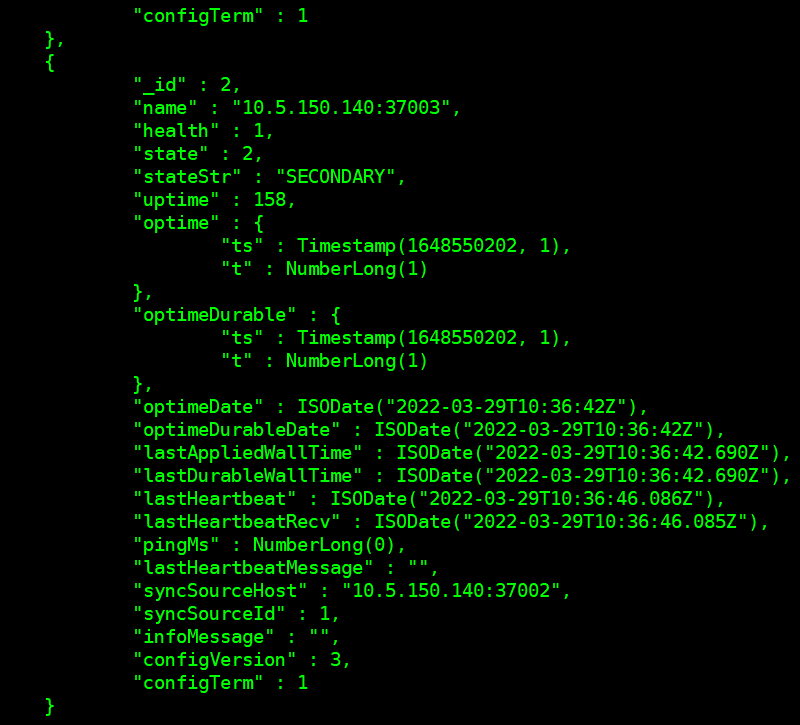 "configTerm" : 1
},
{
"_id" : 2,
"name" : "10.5.150.140:37003",
"health" : 1,
"state" : 2,
"stateStr" : "SECONDARY",
"uptime" : 158,
"optime" : {
"ts" : Timestamp(1648550202, 1),
"t" : NumberLong(1)
},
"optimeDurable" : {
"ts" : Timestamp(1648550202, 1),
"t" : NumberLong(1)
},
"optimeDate" : ISODate("2022-03-29T10:36:42Z"),
"optimeDurableDate" : ISODate("2022-03-29T10:36:42Z"),
"lastAppliedWallTime" : ISODate("2022-03-29T10:36:42.690Z"),
"lastDurableWallTime" : ISODate("2022-03-29T10:36:42.690Z"),
"lastHeartbeat" : ISODate("2022-03-29T10:36:46.086Z"),
"lastHeartbeatRecv" : ISODate("2022-03-29T10:36:46.085Z"),
"pingMs" : NumberLong(0),
"lastHeartbeatMessage" : "",
"syncSourceHost" : "10.5.150.140:37002",
"syncSourceId" : 1,
"infoMessage" : "",
"configVersion" : 3,
"configTerm" : 1
}